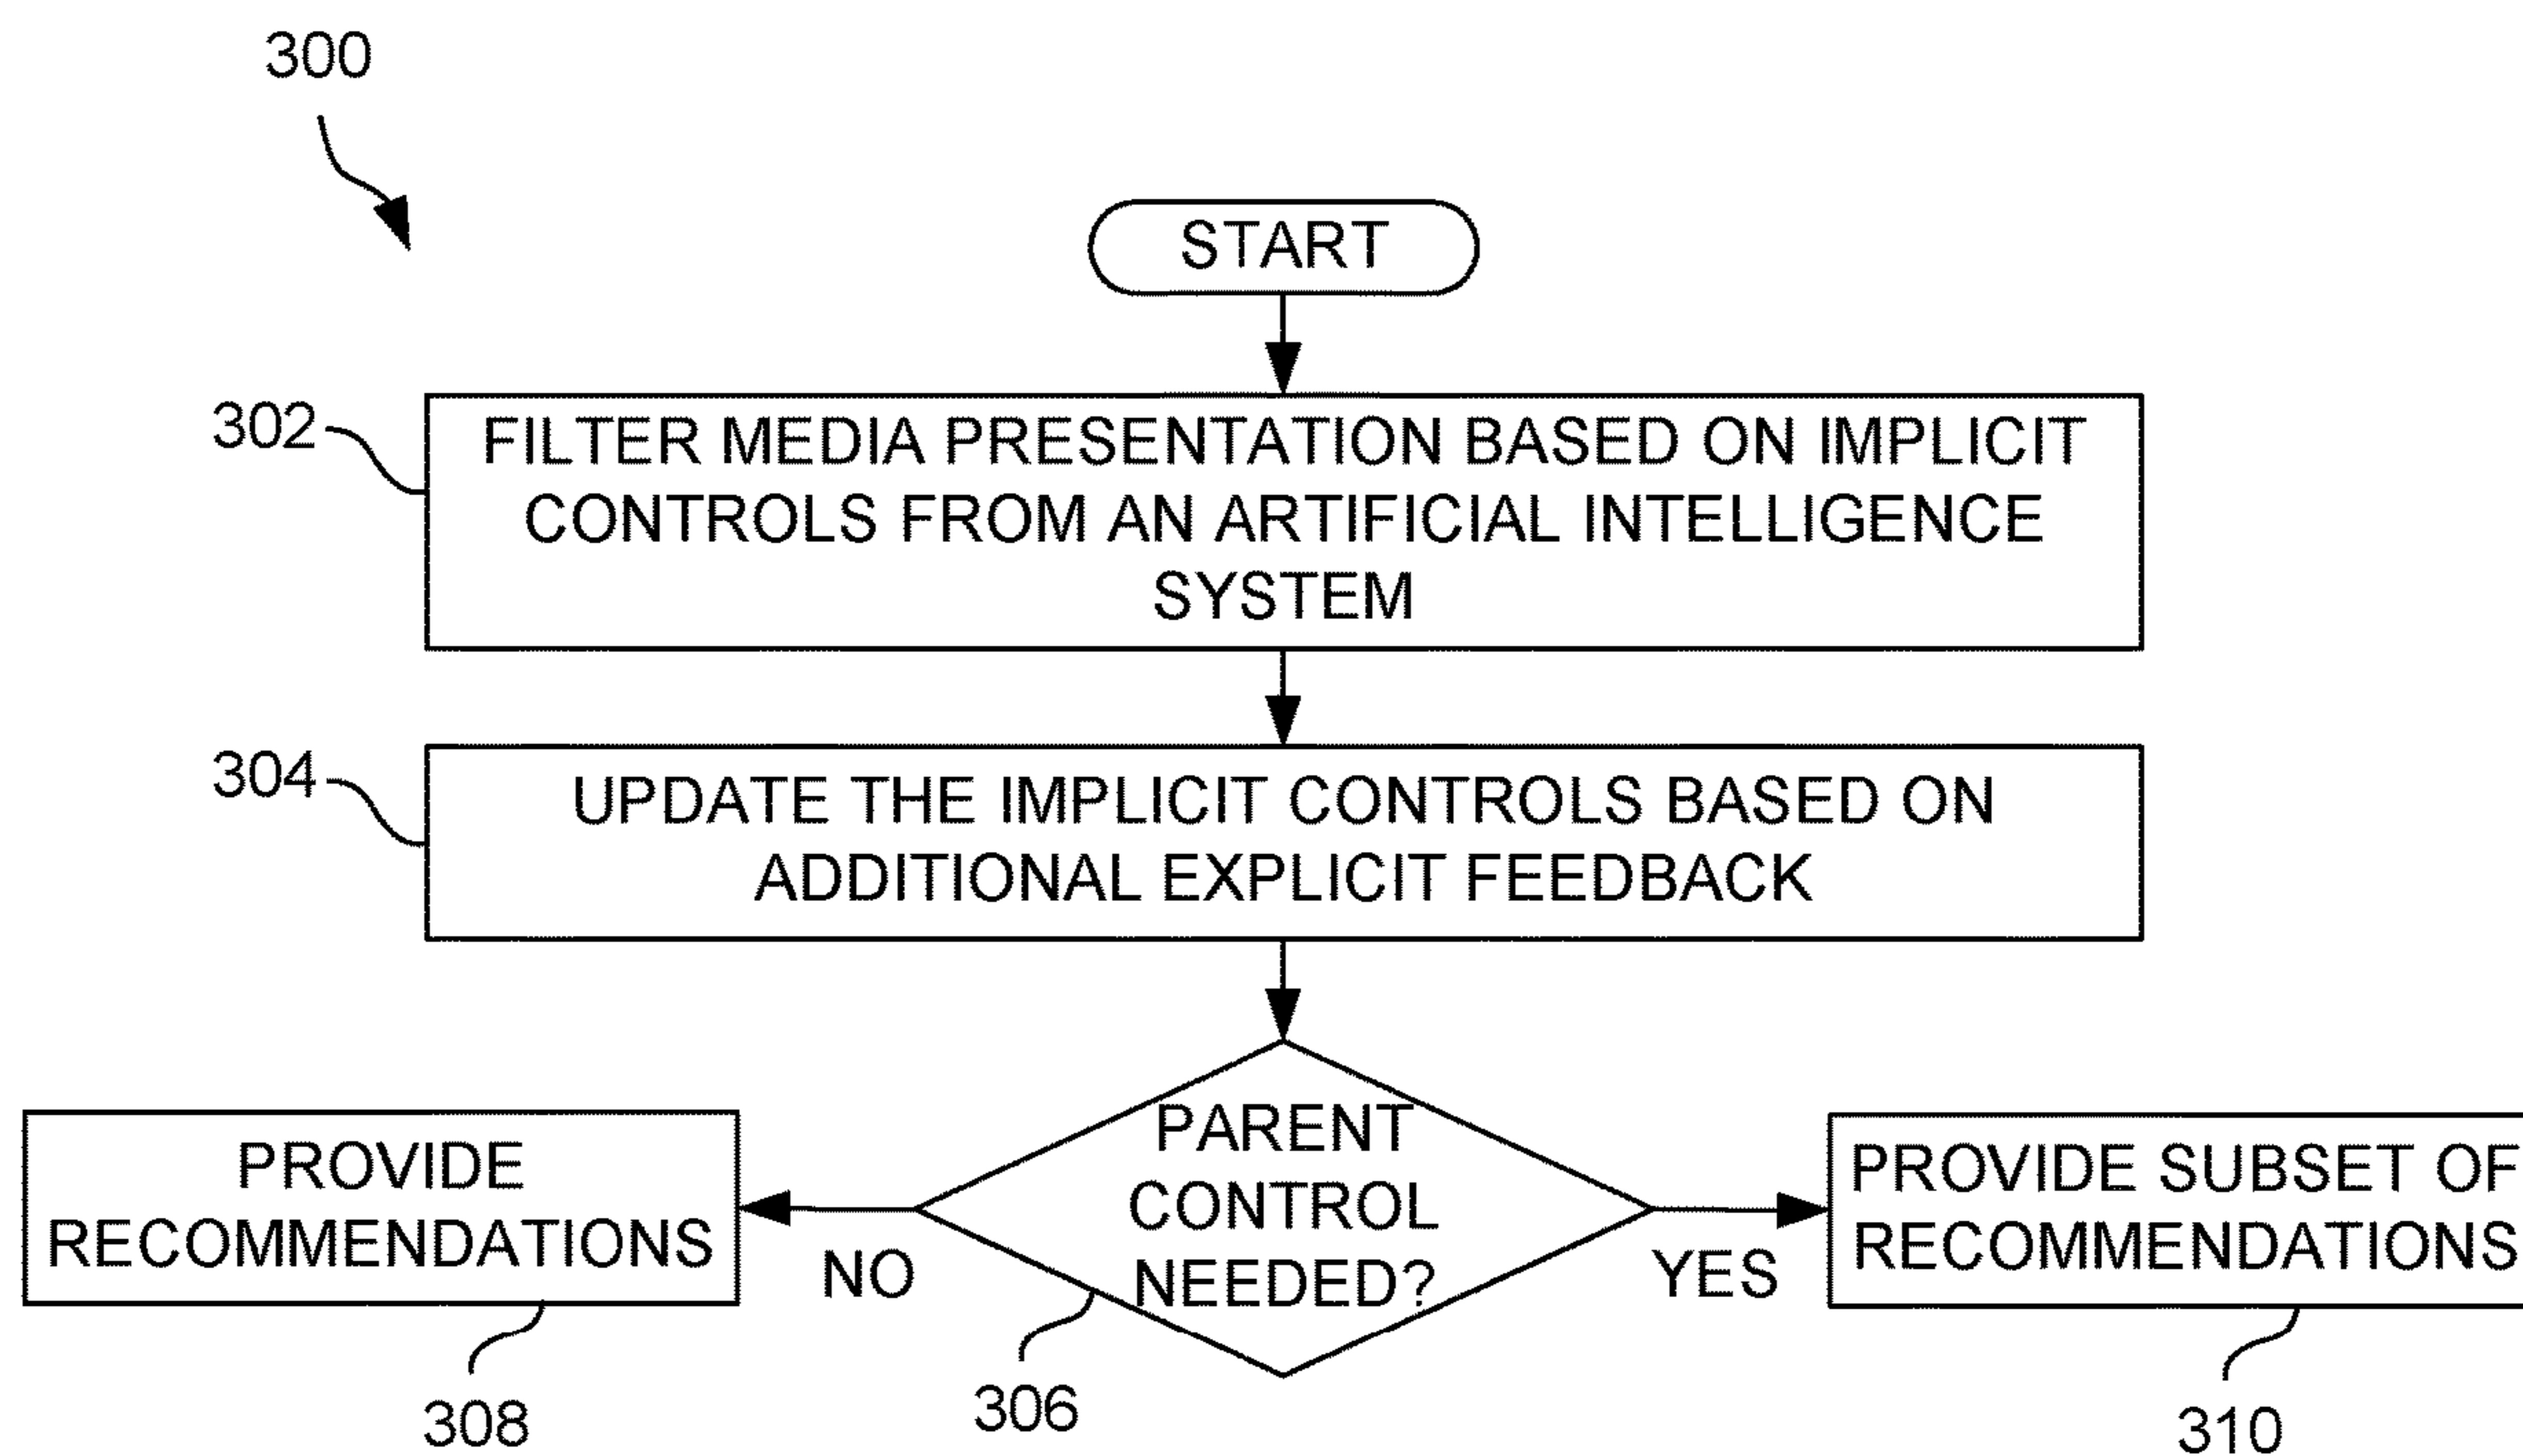 300
START
302
FILTER MEDIA PRESENTATION BASED ON IMPLICIT
CONTROLS FROM AN ARTIFICIAL INTELLIGENCE
SYSTEM
304
UPDATE THE IMPLICIT CONTROLS BASED ON
ADDITIONAL EXPLICIT FEEDBACK
PROVIDE
RECOMMENDATIONS
308
NO
PARENT
CONTROL
NEEDED?
306
YES
PROVIDE SUBSET OF
RECOMMENDATIONS
310